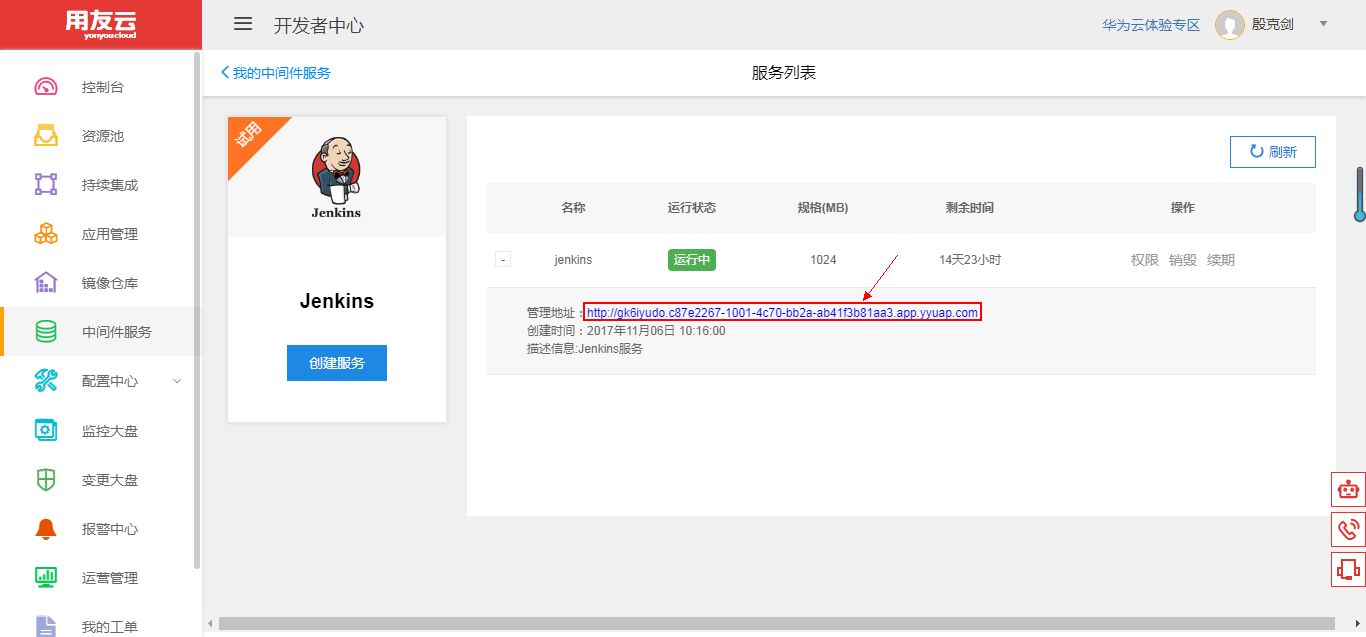 用友云
yonyoucloud
开发者中心
华为云体验专区
殷克剑
控制台
资源池
持续集成
应用管理
镜像仓库
中间件服务
配置中心
监控大盘
变更大盘
报警中心
运营管理
我的工单
我的中间件服务
服务列表
试用
Jenkins
Jenkins
创建服务
刷新
名称 运行状态 规格(MB) 剩余时间 操作
- jenkins 运行中 1024 14天23小时 权限 销毁 续期
管理地址：http://gk6iyudo.c87e2267-1001-4c70-bb2a-ab41f3b81aa3.app.yyuap.com
创建时间：2017年11月06日 10:16:00
描述信息:Jenkins服务